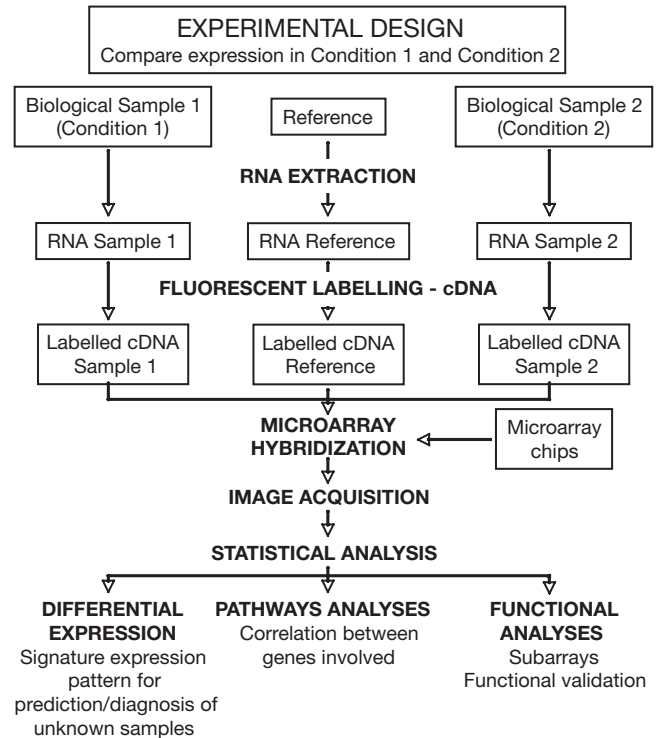 EXPERIMENTAL DESIGN
Compare expression in Condition 1 and Condition 2
Biological Sample 1
(Condition 1)
Reference
Biological Sample 2
(Condition 2)
RNA EXTRACTION
RNA Sample 1
RNA Reference
RNA Sample 2
FLUORESCENT LABELLING - cDNA
Labelled cDNA
Sample 1
Labelled cDNA
Reference
Labelled cDNA
Sample 2
MICROARRAY
HYBRIDIZATION
Microarray
chips
IMAGE ACQUISITION
STATISTICAL ANALYSIS
DIFFERENTIAL
EXPRESSION
Signature expression
pattern for
prediction/diagnosis of
unknown samples
PATHWAYS ANALYSES
Correlation between
genes involved
FUNCTIONAL
ANALYSES
Subarrays
Functional validation